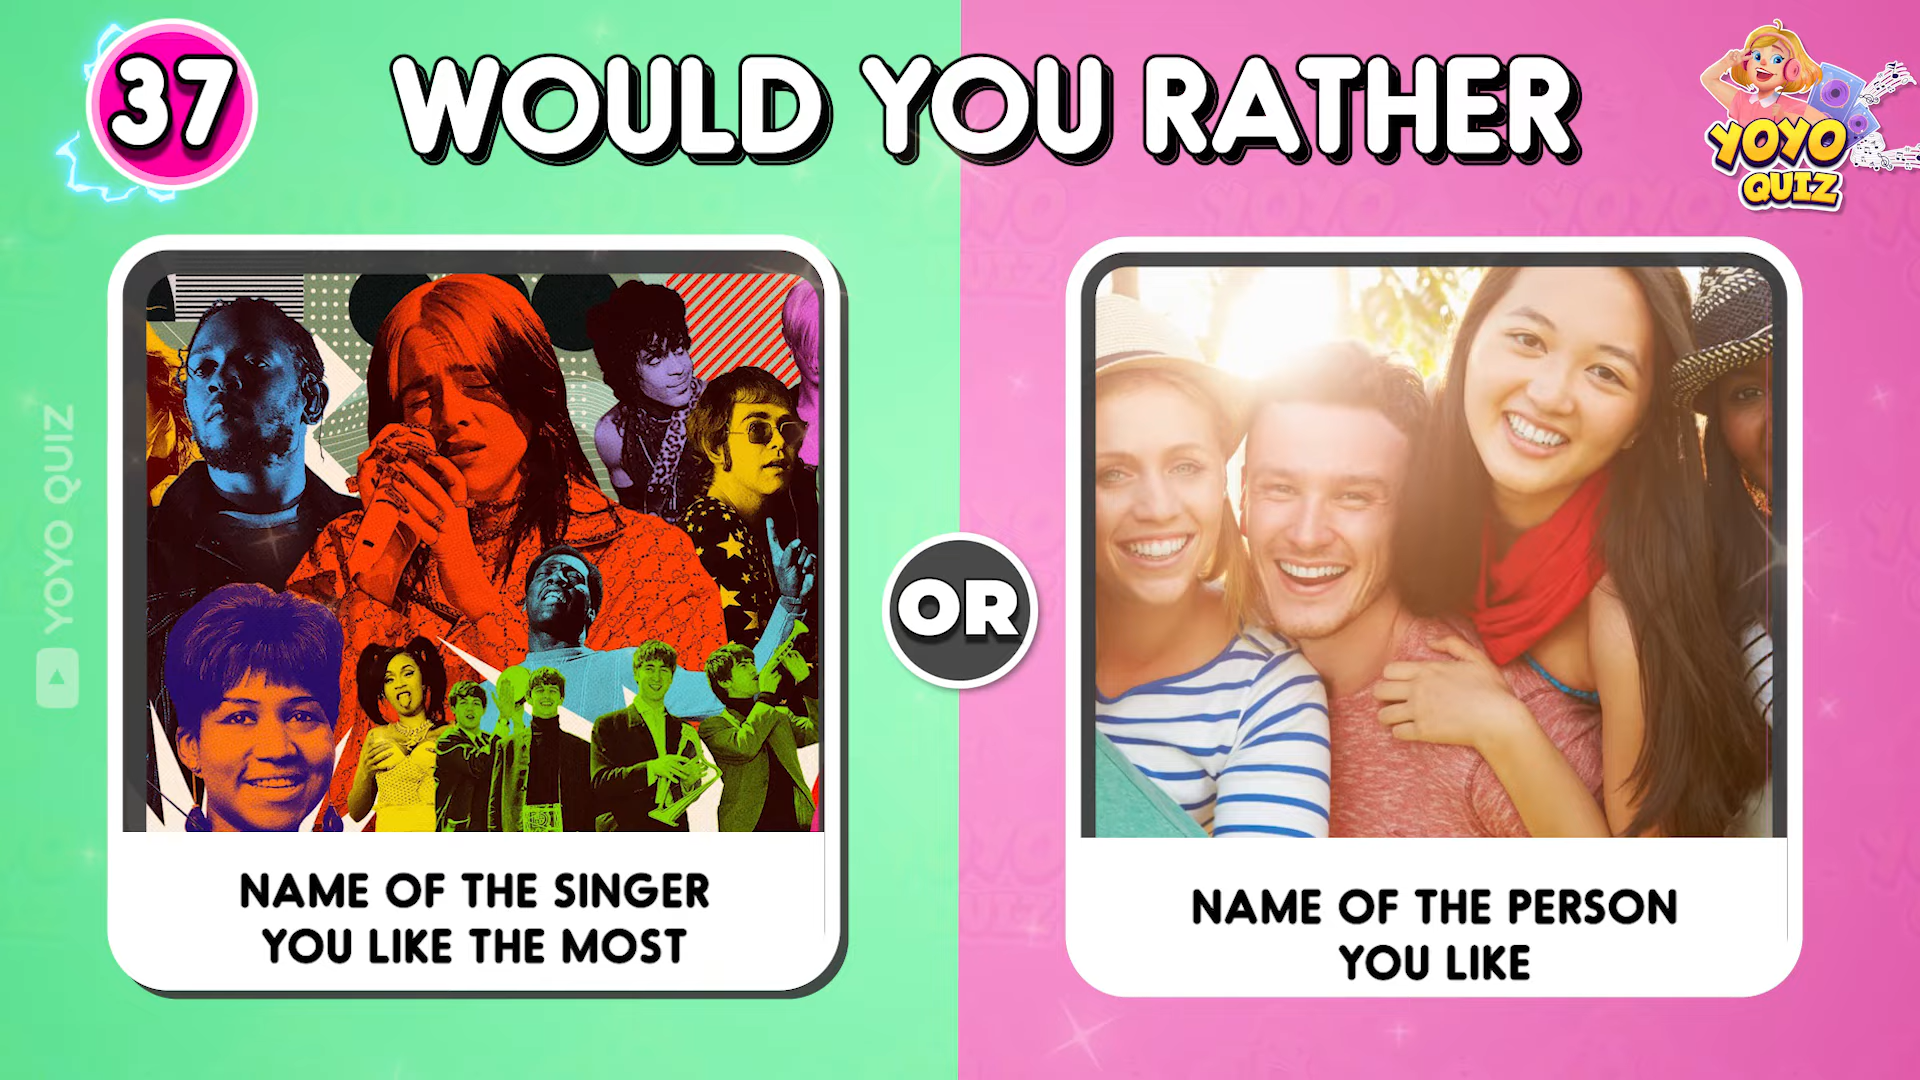 37
WOULD YOU RATHER
YOYO
QUIZ
YOYO QUIZ
OR
NAME OF THE SINGER
YOU LIKE THE MOST
NAME OF THE PERSON
YOU LIKE